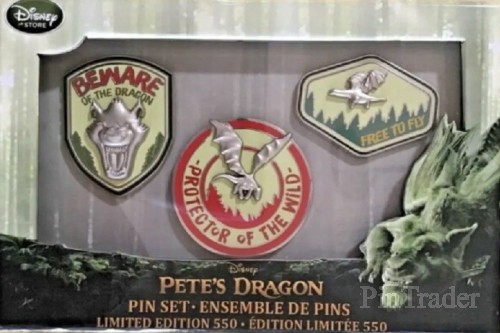 Disney
STORE
BEWARE
OF THE DRAGON
FREE TO FLY
PROTECTOR OF THE WILD
Disney
PETE'S DRAGON
PIN SET · ENSEMBLE DE PINS
LIMITED EDITION 550 · ÉDITION LIMITÉE 550
PinTrader